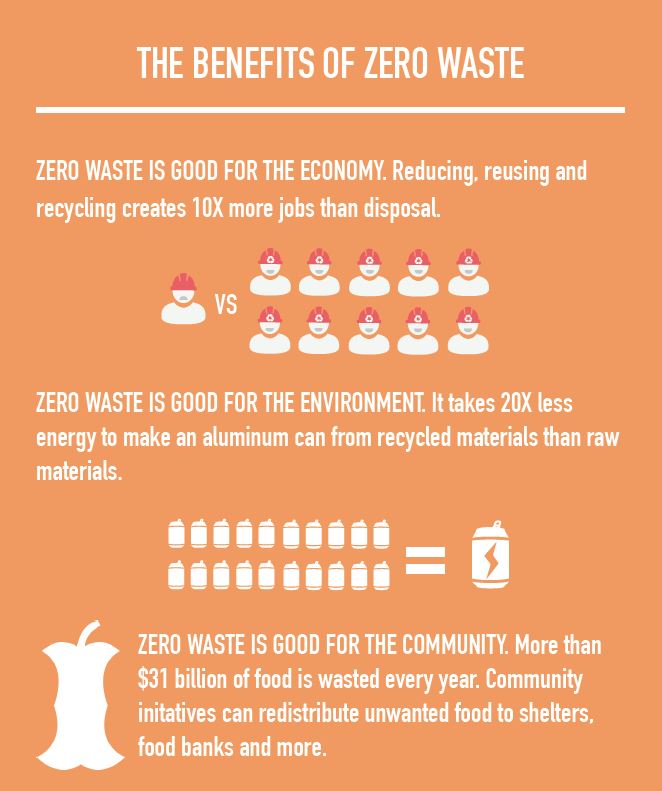 THE BENEFITS OF ZERO WASTE
ZERO WASTE IS GOOD FOR THE ECONOMY. Reducing, reusing and
recycling creates 10X more jobs than disposal.
VS
ZERO WASTE IS GOOD FOR THE ENVIRONMENT. It takes 20X less
energy to make an aluminum can from recycled materials than raw
materials.
ZERO WASTE IS GOOD FOR THE COMMUNITY. More than
$31 billion of food is wasted every year. Community
initatives can redistribute unwanted food to shelters,
food banks and more.